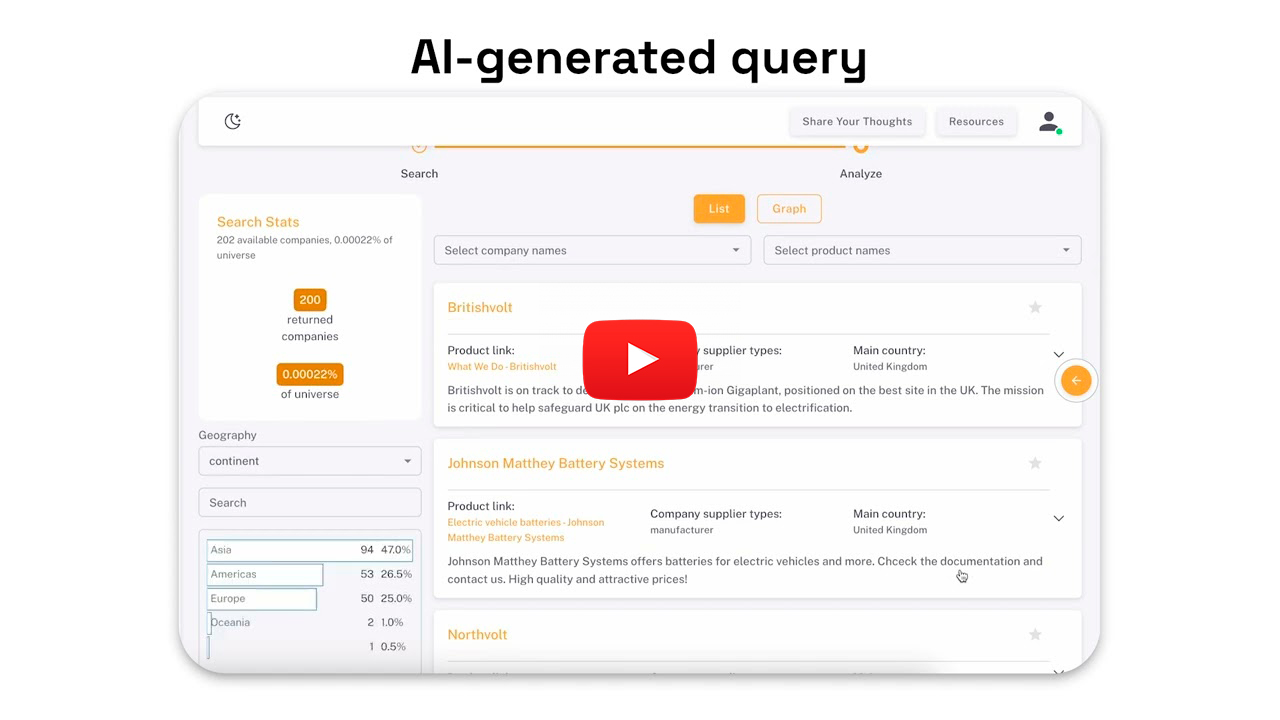 AI-generated query
Share Your Thoughts
Resources
Search
Analyze
Search Stats
202 available companies, 0.00022% of
universe
200
returned
companies
0.00022%
of universe
Geography
continent
Search
Asia 94 47.0%
Americas 53 26.5%
Europe 50 25.0%
Oceania 2 1.0%
1 0.5%
List
Graph
Select company names
Select product names
Britishvolt
Product link:
What We Do - Britishvolt
y supplier types:
rer
Main country:
United Kingdom
Britishvolt is on track to de m-ion Gigaplant, positioned on the best site in the UK. The mission
is critical to help safeguard UK plc on the energy transition to electrification.
Johnson Matthey Battery Systems
Product link:
Electric vehicle batteries - Johnson
Matthey Battery Systems
Company supplier types:
manufacturer
Main country:
United Kingdom
Johnson Matthey Battery Systems offers batteries for electric vehicles and more. Chceck the documentation and
contact us. High quality and attractive prices!
Northvolt